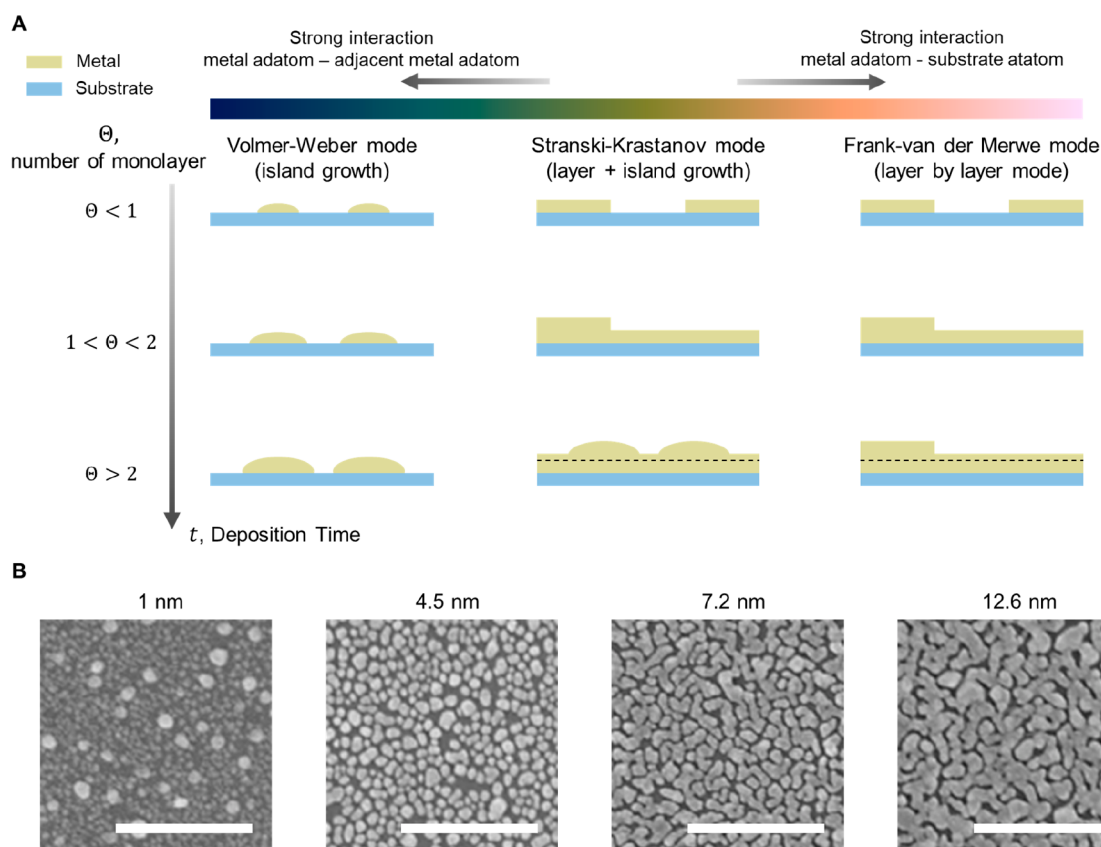 A
Metal
Substrate
Strong interaction
metal adatom – adjacent metal adatom
Strong interaction
metal adatom - substrate atatom
Θ,
number of monolayer
Volmer-Weber mode
(island growth)
Stranski-Krastanov mode
(layer + island growth)
Frank-van der Merwe mode
(layer by layer mode)
Θ < 1
1 < Θ < 2
Θ > 2
t, Deposition Time
B
1 nm
4.5 nm
7.2 nm
12.6 nm